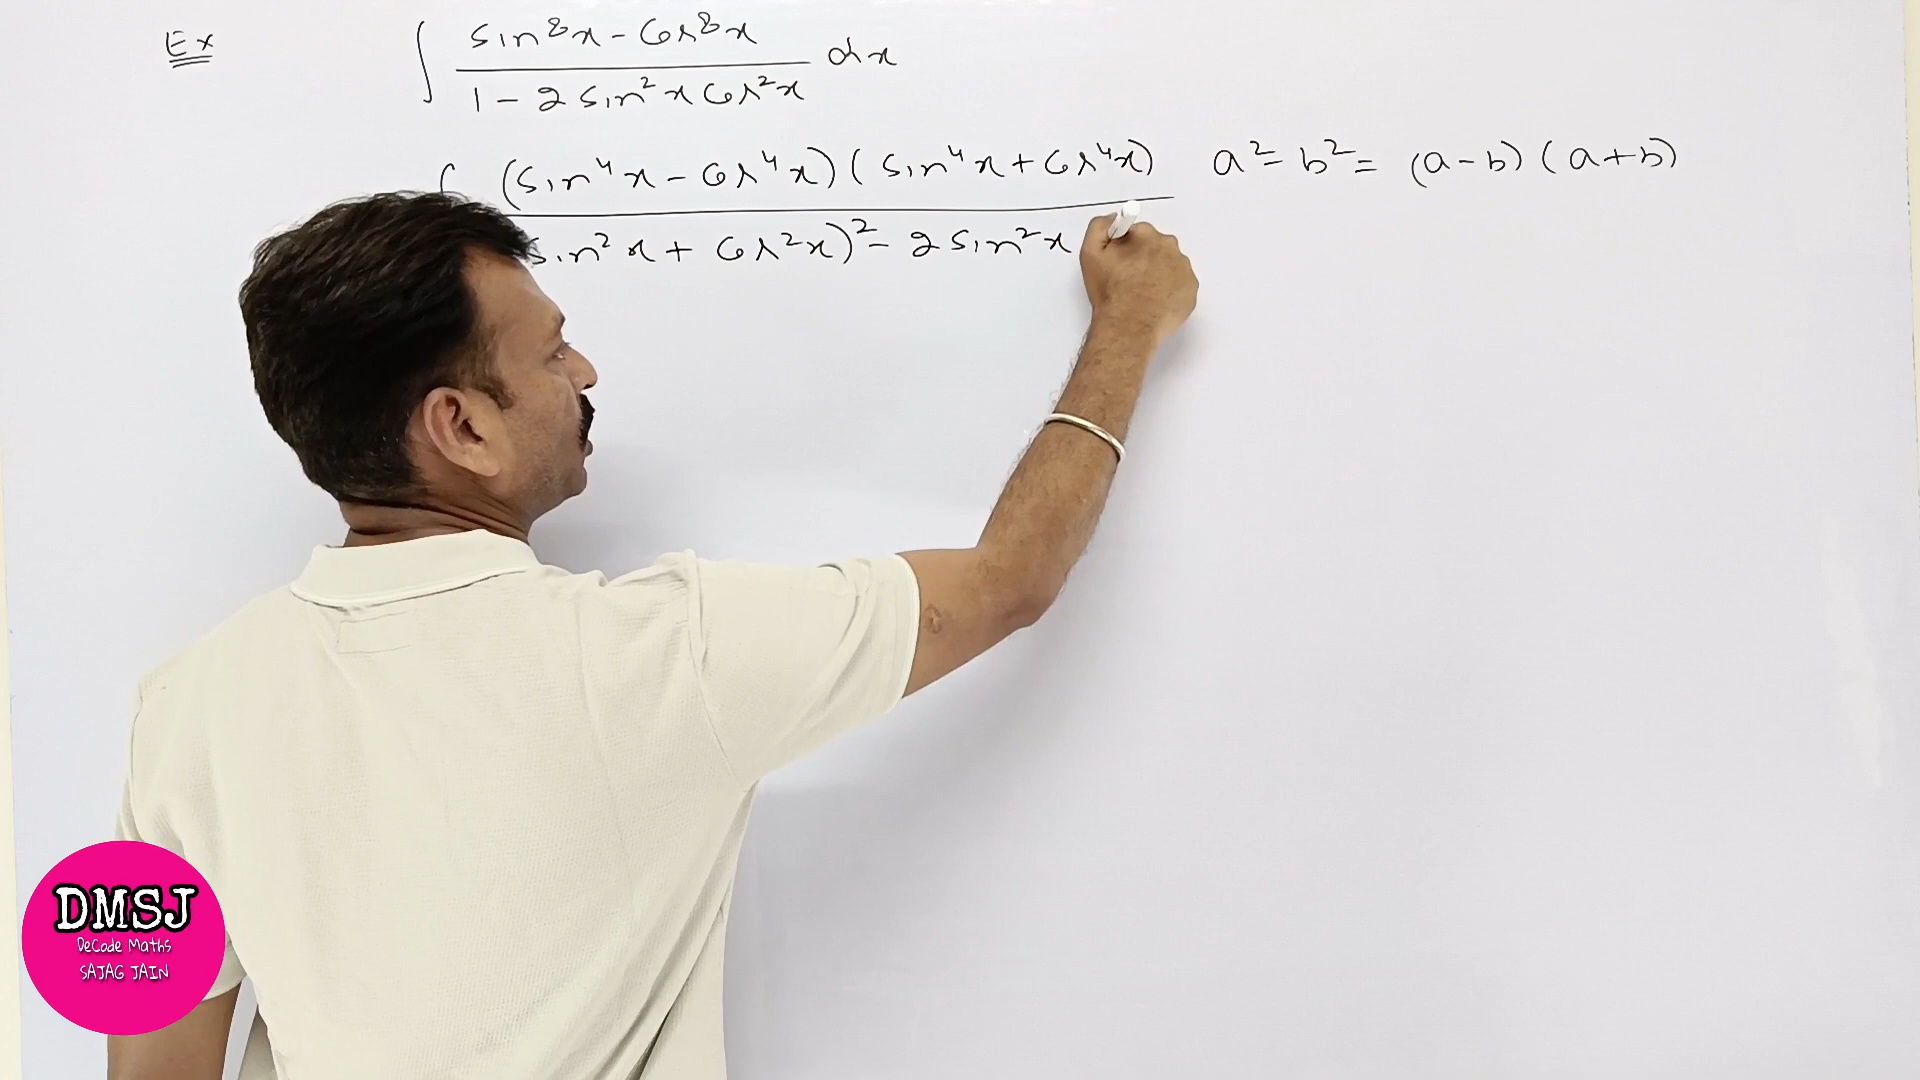 Ex ∫ (sin⁸x - cos⁸x) / (1 - 2 sin²x cos²x) dx
∫ (sin⁴x - cos⁴x)(sin⁴x + cos⁴x) a² - b² = (a-b)(a+b)
sin²x + cos²x)² - 2 sin²x
DMSJ
DeCode Maths
SAJAG JAIN